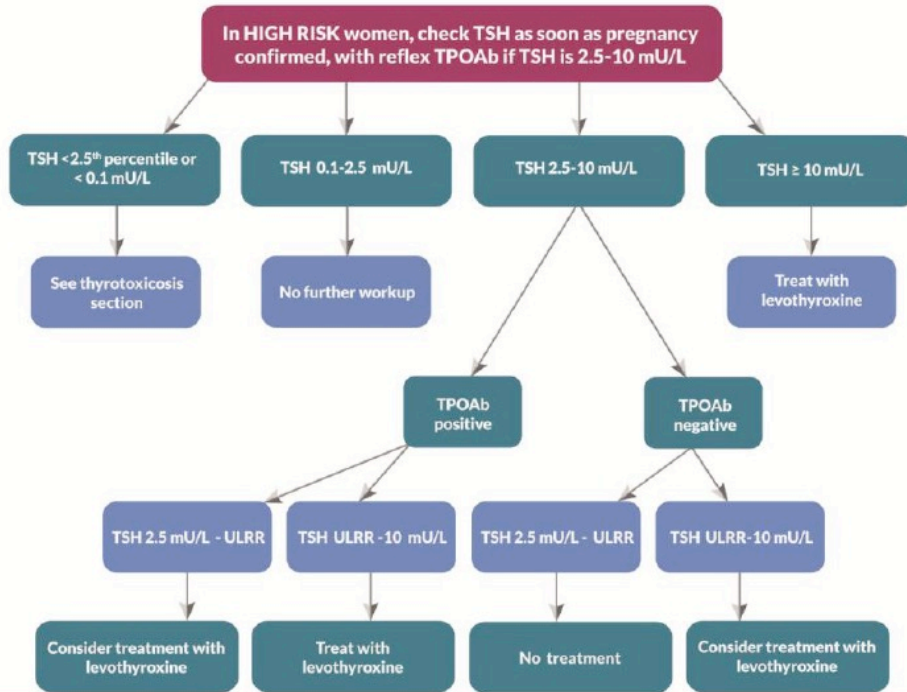 In HIGH RISK women, check TSH as soon as pregnancy
confirmed, with reflex TPOAb if TSH is 2.5-10 mU/L
TSH <2.5th percentile or
< 0.1 mU/L
TSH 0.1-2.5 mU/L
TSH 2.5-10 mU/L
TSH ≥ 10 mU/L
See thyrotoxicosis
section
No further workup
Treat with
levothyroxine
TPOAb
positive
TPOAb
negative
TSH 2.5 mU/L - ULRR
TSH ULRR -10 mU/L
TSH 2.5 mU/L - ULRR
TSH ULRR-10 mU/L
Consider treatment with
levothyroxine
Treat with
levothyroxine
No treatment
Consider treatment with
levothyroxine